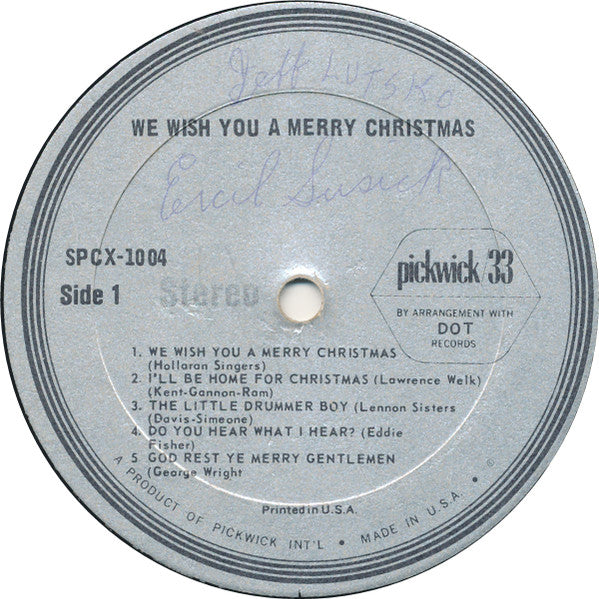 Jeff LUTSKO
WE WISH YOU A MERRY CHRISTMAS
SPCX-1004
Side 1
Stereo
pickwick/33
BY ARRANGEMENT WITH
DOT
RECORDS
1. WE WISH YOU A MERRY CHRISTMAS
(Hollaran Singers)
2. I'LL BE HOME FOR CHRISTMAS (Lawrence Welk)
(Kent-Gannon-Ram)
3. THE LITTLE DRUMMER BOY (Lennon Sisters
(Davis-Simeone)
4. DO YOU HEAR WHAT I HEAR? (Eddie
Fisher)
5 GOD REST YE MERRY GENTLEMEN
(George Wright
Printed in U.S.A.
A PRODUCT OF PICKWICK INT'L • MADE IN U.S.A. • ©